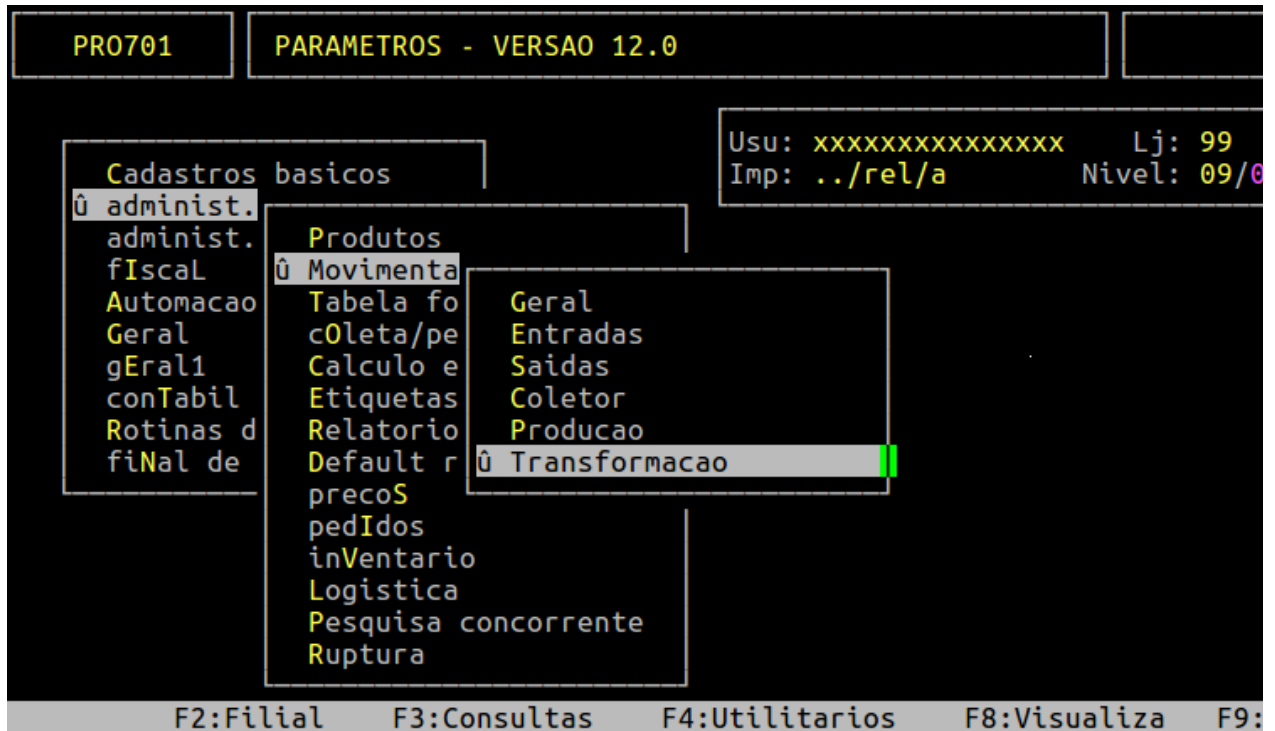 PRO701 PARAMETROS - VERSAO 12.0
Usu: xxxxxxxxxxxxxxx Lj: 99
Imp: ../rel/a Nivel: 09/0
Cadastros basicos
û administ.
administ.
fIscaL
Automacao
Geral
gEral1
conTabil
Rotinas d
fiNal de
Produtos
û Movimenta
Tabela fo
cOleta/pe
Calculo e
Etiquetas
Relatorio
Default r
precoS
pedIdos
inVentario
Logistica
Pesquisa concorrente
Ruptura
Geral
Entradas
Saidas
Coletor
Producao
û Transformacao
F2:Filial F3:Consultas F4:Utilitarios F8:Visualiza F9: